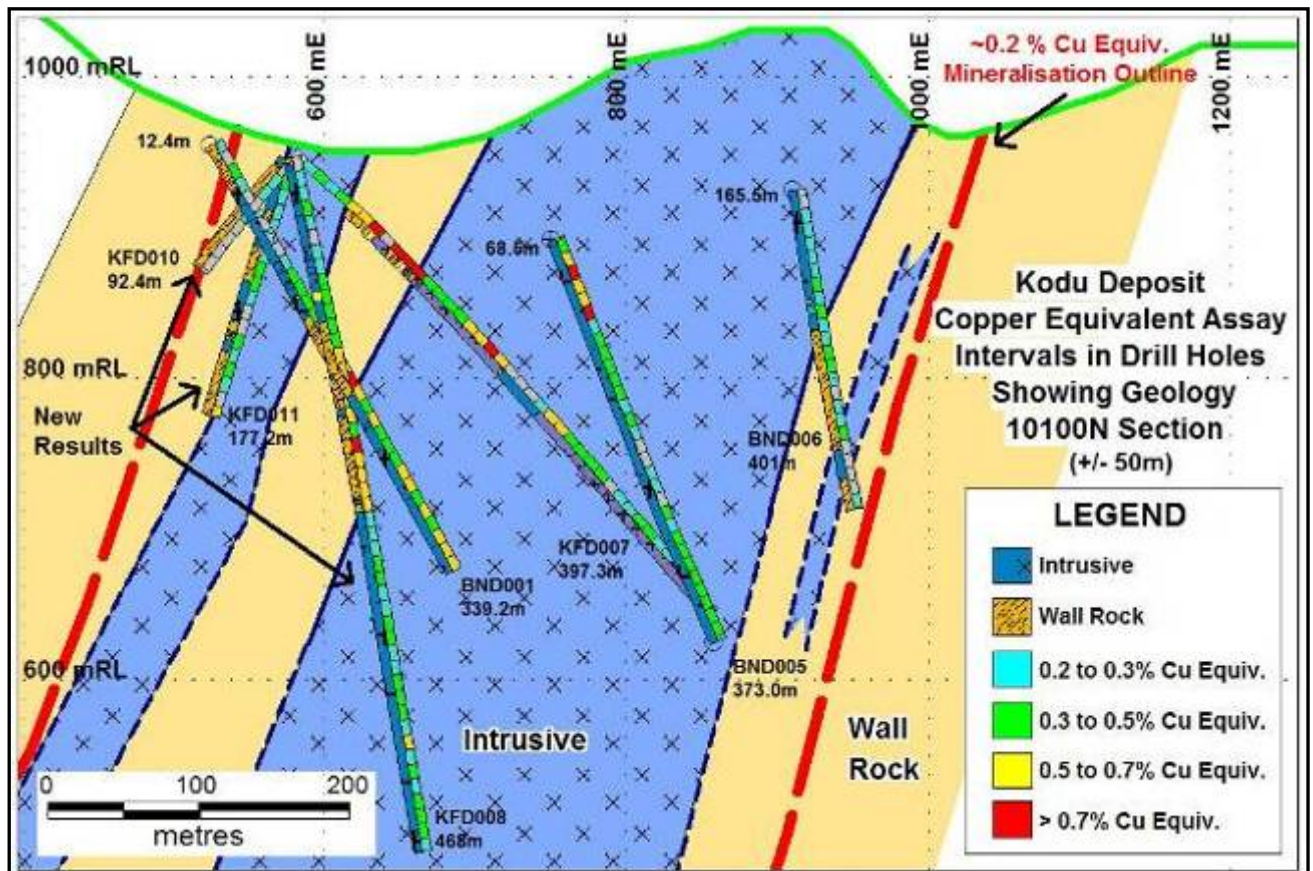 1000 mRL
600 mE
800 mE
1000 mE
1200 mE
~0.2 % Cu Equiv.
Mineralisation Outline
12.4m
165.5m
68.5m
KFD010
92.4m
Kodu Deposit
Copper Equivalent Assay
Intervals in Drill Holes
Showing Geology
10100N Section
(+/- 50m)
800 mRL
New
Results
KFD011
177.2m
BND006
401m
KFD007
397.3m
BND001
339.2m
BND005
373.0m
600 mRL
Intrusive
Wall
Rock
KFD008
468m
0 100 200
metres
LEGEND
Intrusive
Wall Rock
0.2 to 0.3% Cu Equiv.
0.3 to 0.5% Cu Equiv.
0.5 to 0.7% Cu Equiv.
> 0.7% Cu Equiv.